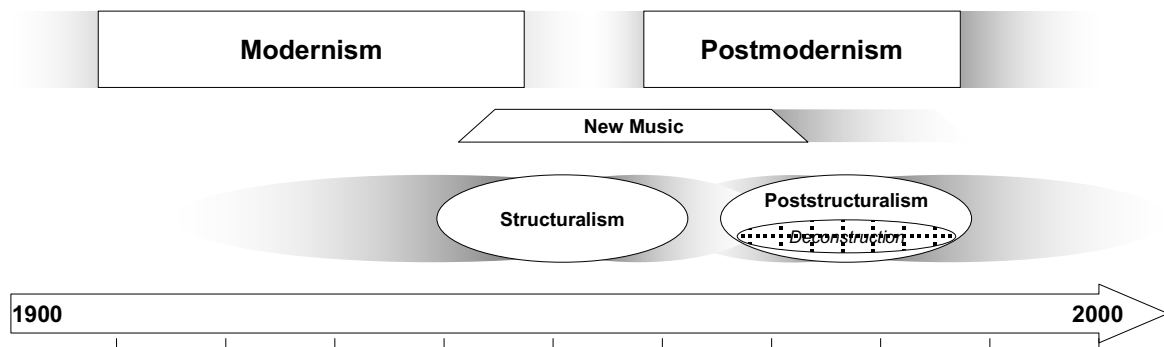 Modernism
Postmodernism
New Music
Structuralism
Poststructuralism
Deconstruction
1900
2000